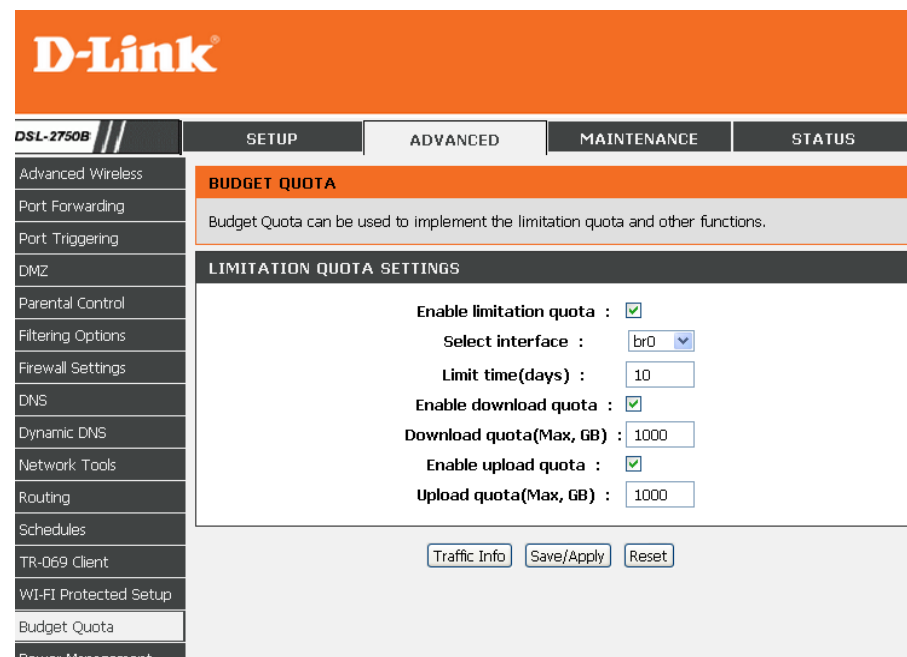 D-Link®
DSL-2750B
SETUP
ADVANCED
MAINTENANCE
STATUS
Advanced Wireless
Port Forwarding
Port Triggering
DMZ
Parental Control
Filtering Options
Firewall Settings
DNS
Dynamic DNS
Network Tools
Routing
Schedules
TR-069 Client
WI-FI Protected Setup
Budget Quota
Power Management
BUDGET QUOTA
Budget Quota can be used to implement the limitation quota and other functions.
LIMITATION QUOTA SETTINGS
Enable limitation quota :
Select interface : br0
Limit time(days) : 10
Enable download quota :
Download quota(Max, GB) : 1000
Enable upload quota :
Upload quota(Max, GB) : 1000
Traffic Info Save/Apply Reset